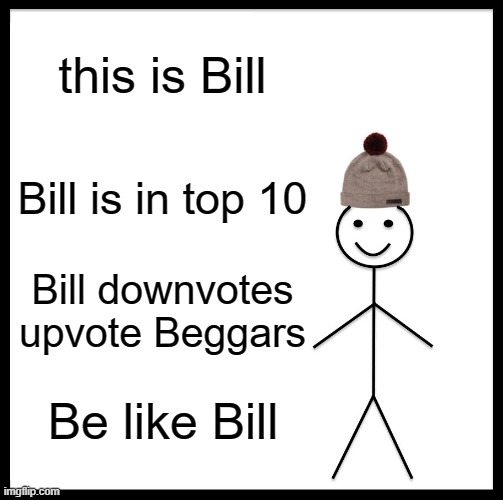 this is Bill
Bill is in top 10
Bill downvotes
upvote Beggars
Be like Bill
imgflip.com